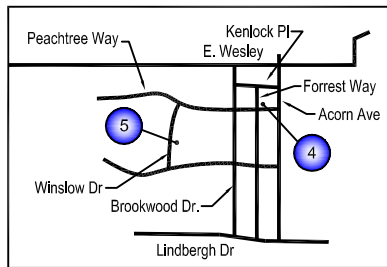 Kenlock Pl
Peachtree Way
E. Wesley
Forrest Way
Acorn Ave
5
4
Winslow Dr
Brookwood Dr.
Lindbergh Dr